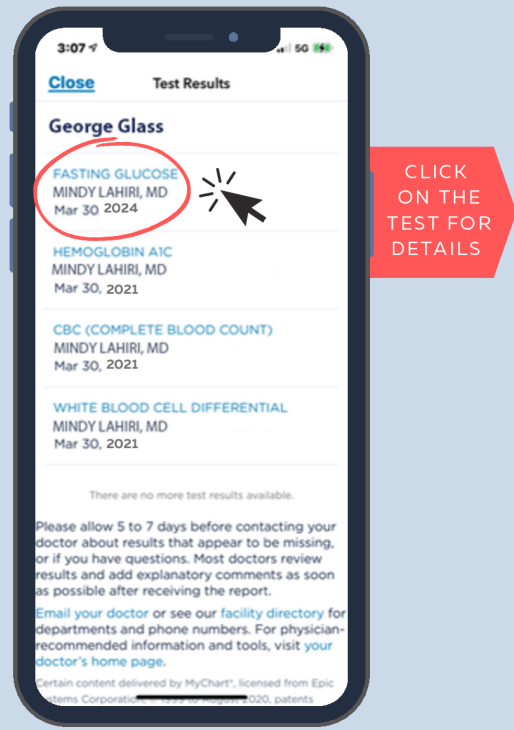 3:07
5G
Close
Test Results
George Glass
FASTING GLUCOSE
MINDY LAHIRI, MD
Mar 30 2024
HEMOGLOBIN A1C
MINDY LAHIRI, MD
Mar 30, 2021
CBC (COMPLETE BLOOD COUNT)
MINDY LAHIRI, MD
Mar 30, 2021
WHITE BLOOD CELL DIFFERENTIAL
MINDY LAHIRI, MD
Mar 30, 2021
There are no more test results available.
Please allow 5 to 7 days before contacting your
doctor about results that appear to be missing,
or if you have questions. Most doctors review
results and add explanatory comments as soon
as possible after receiving the report.
Email your doctor or see our facility directory for
departments and phone numbers. For physician-
recommended information and tools, visit your
doctor's home page.
Certain content delivered by MyChart®, licensed from Epic
Corporation, © 1999 to August 2020, patents
CLICK
ON THE
TEST FOR
DETAILS